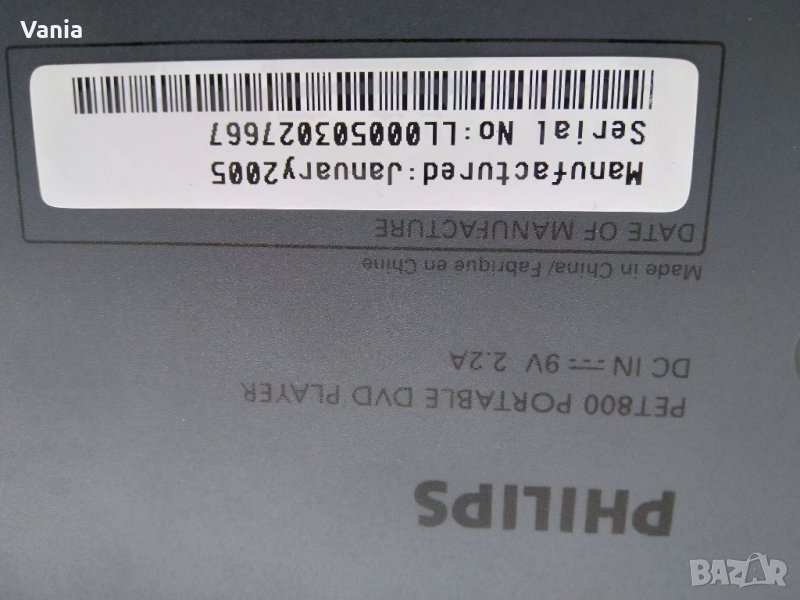 Vania
PHILIPS
PET800 PORTABLE DVD PLAYER
DC IN ⎓ 9V 2.2A
Made in China/ Fabriqué en Chine
DATE OF MANUFACTURE
Manufactured:January2005
Serial No:LL000503027667
BAZAR